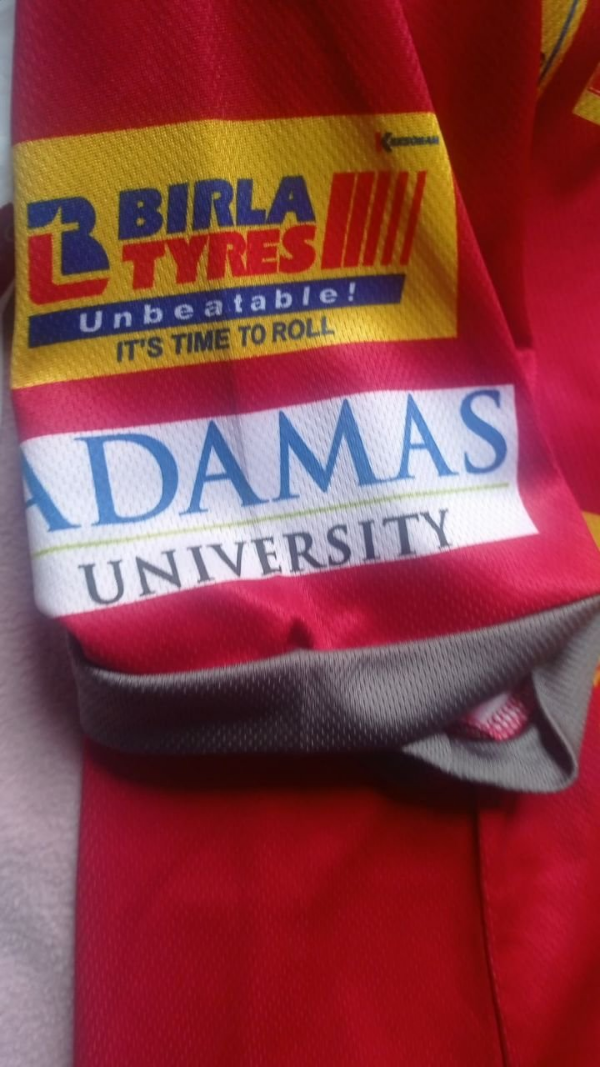 BIRLA
TYRES
Unbeatable!
IT'S TIME TO ROLL
ADAMAS
UNIVERSITY